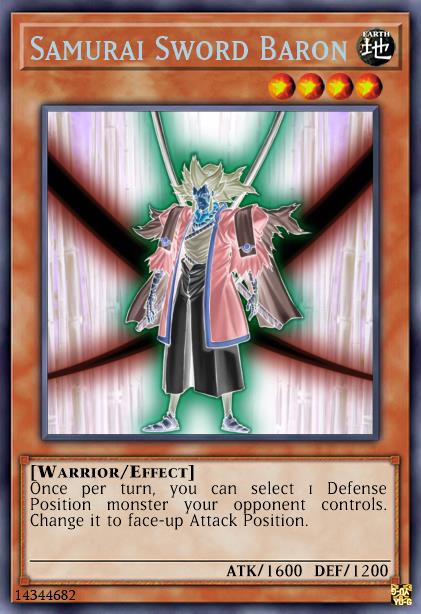 Samurai Sword Baron
EARTH
地
[Warrior/Effect]
Once per turn, you can select 1 Defense
Position monster your opponent controls.
Change it to face-up Attack Position.
ATK/1600 DEF/1200
14344682